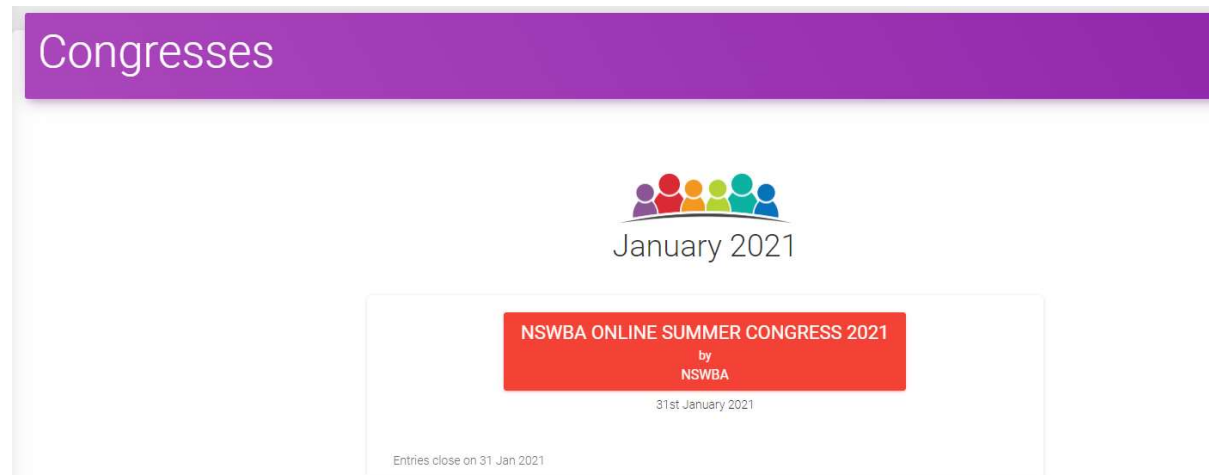 Congresses
January 2021
NSWBA ONLINE SUMMER CONGRESS 2021
by
NSWBA
31st January 2021
Entries close on 31 Jan 2021